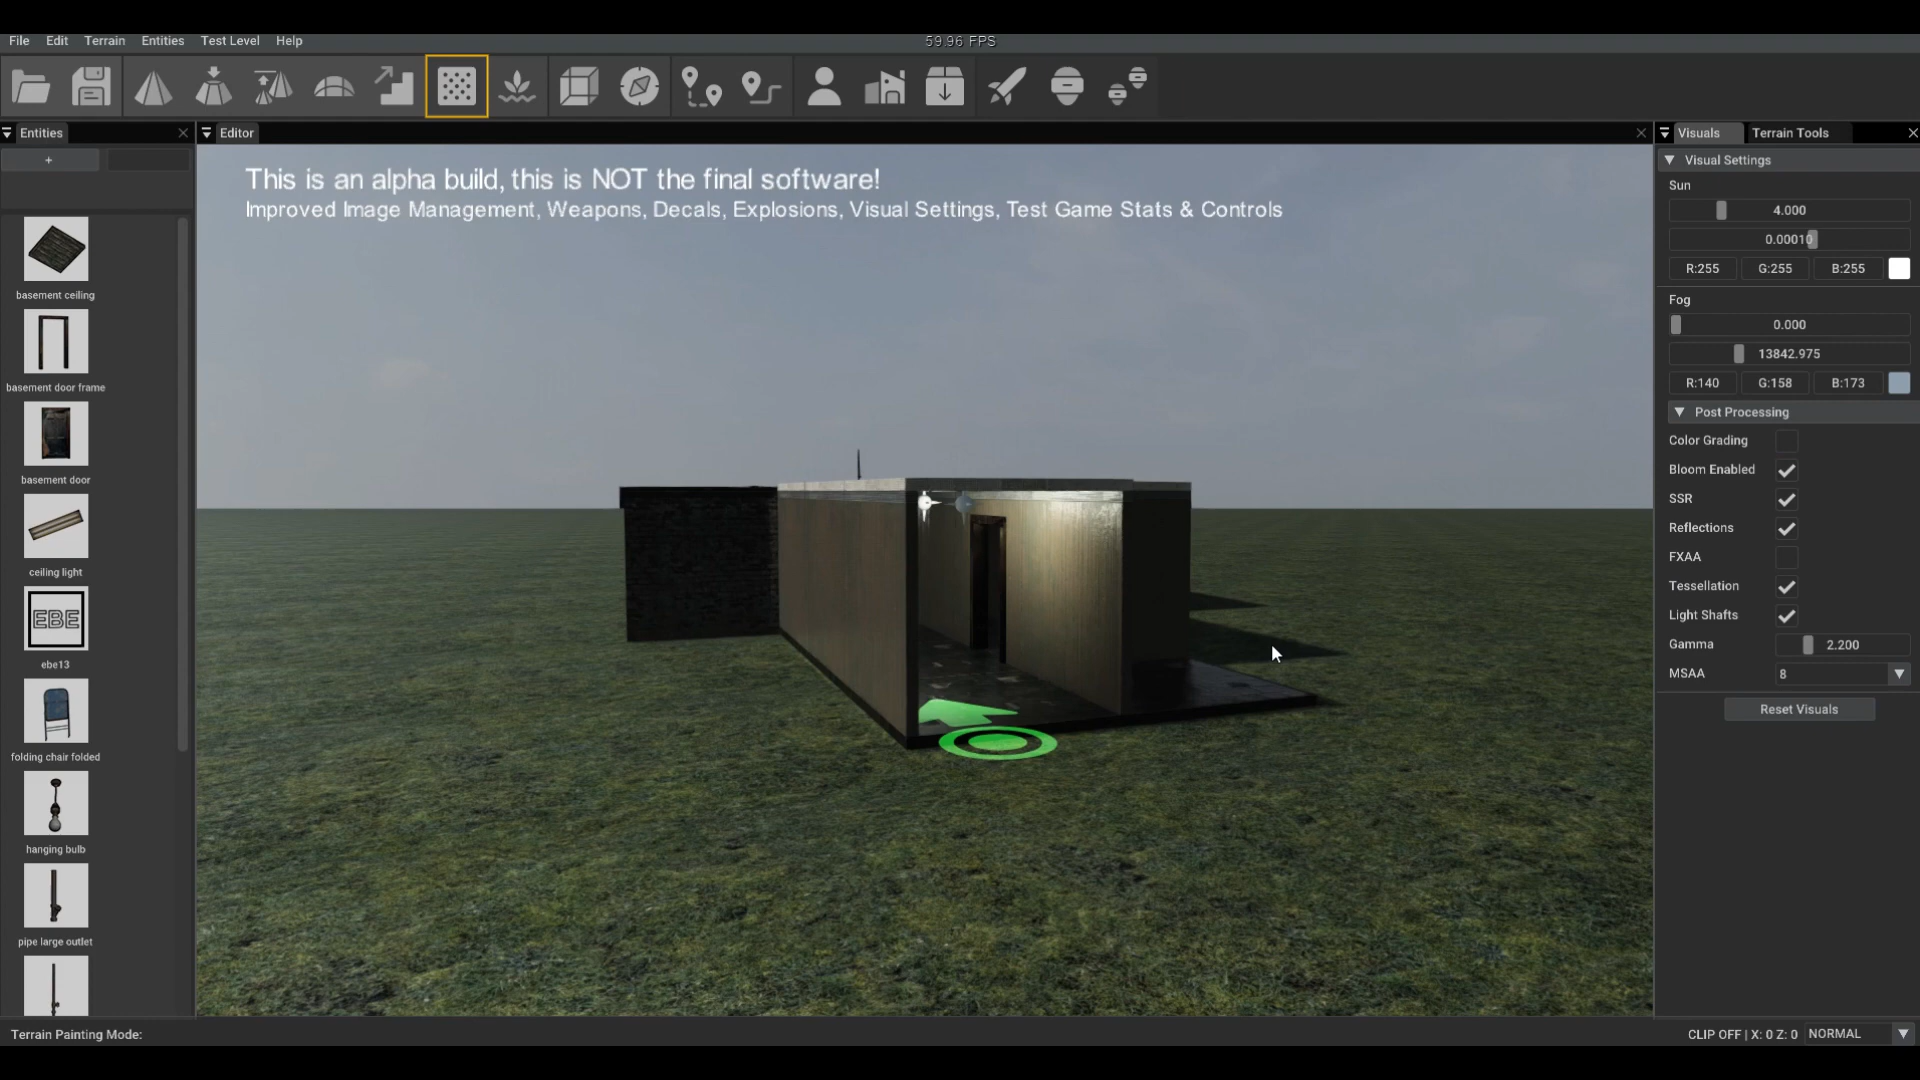 File Edit Terrain Entities Test Level Help
59.96 FPS
Entities
Editor
Visuals Terrain Tools
+
This is an alpha build, this is NOT the final software!
Improved Image Management, Weapons, Decals, Explosions, Visual Settings, Test Game Stats & Controls
basement ceiling
basement door frame
basement door
ceiling light
EBE
ebe13
folding chair folded
hanging bulb
pipe large outlet
Visual Settings
Sun
4.000
0.00010
R:255 G:255 B:255
Fog
0.000
13842.975
R:140 G:158 B:173
Post Processing
Color Grading
Bloom Enabled
SSR
Reflections
FXAA
Tessellation
Light Shafts
Gamma 2.200
MSAA 8
Reset Visuals
Terrain Painting Mode:
CLIP OFF | X: 0 Z: 0 NORMAL